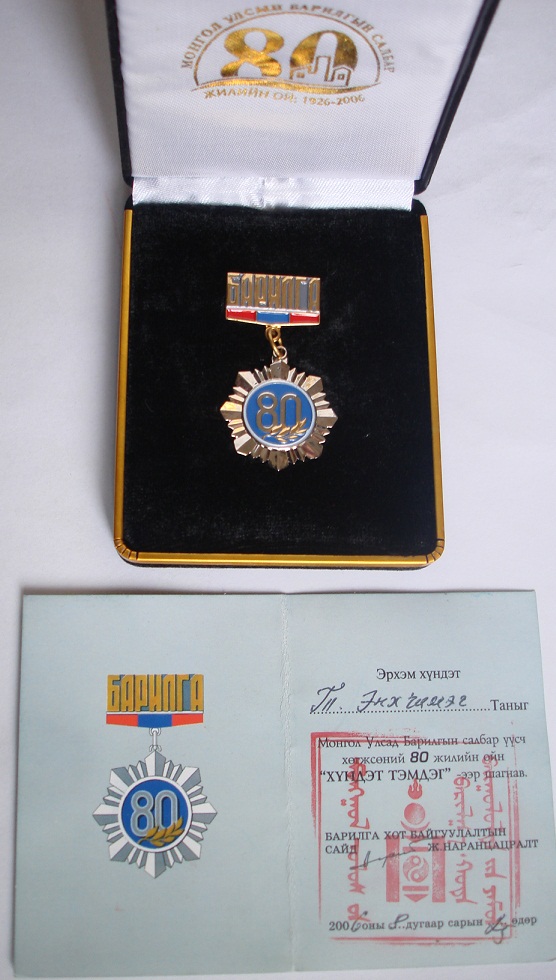 МОНГОЛ УЛСЫН БАРИЛГЫН САЛБАР
80
ЖИЛИЙН ОЙ: 1926-2006
БАРИЛГА
80
БАРИЛГА
80
Эрхэм хүндэт
Гт. Энхчимэг Таныг
Монгол Улсад Барилгын салбар үүсч
хөгжсөний 80 жилийн ойн
“ХҮНДЭТ ТЭМДЭГ” -ээр шагнав.
БАРИЛГА ХОТ БАЙГУУЛАЛТЫН
САЙД Ж.НАРАНЦАЦРАЛТ
2006 оны 8 дугаар сарын өдөр